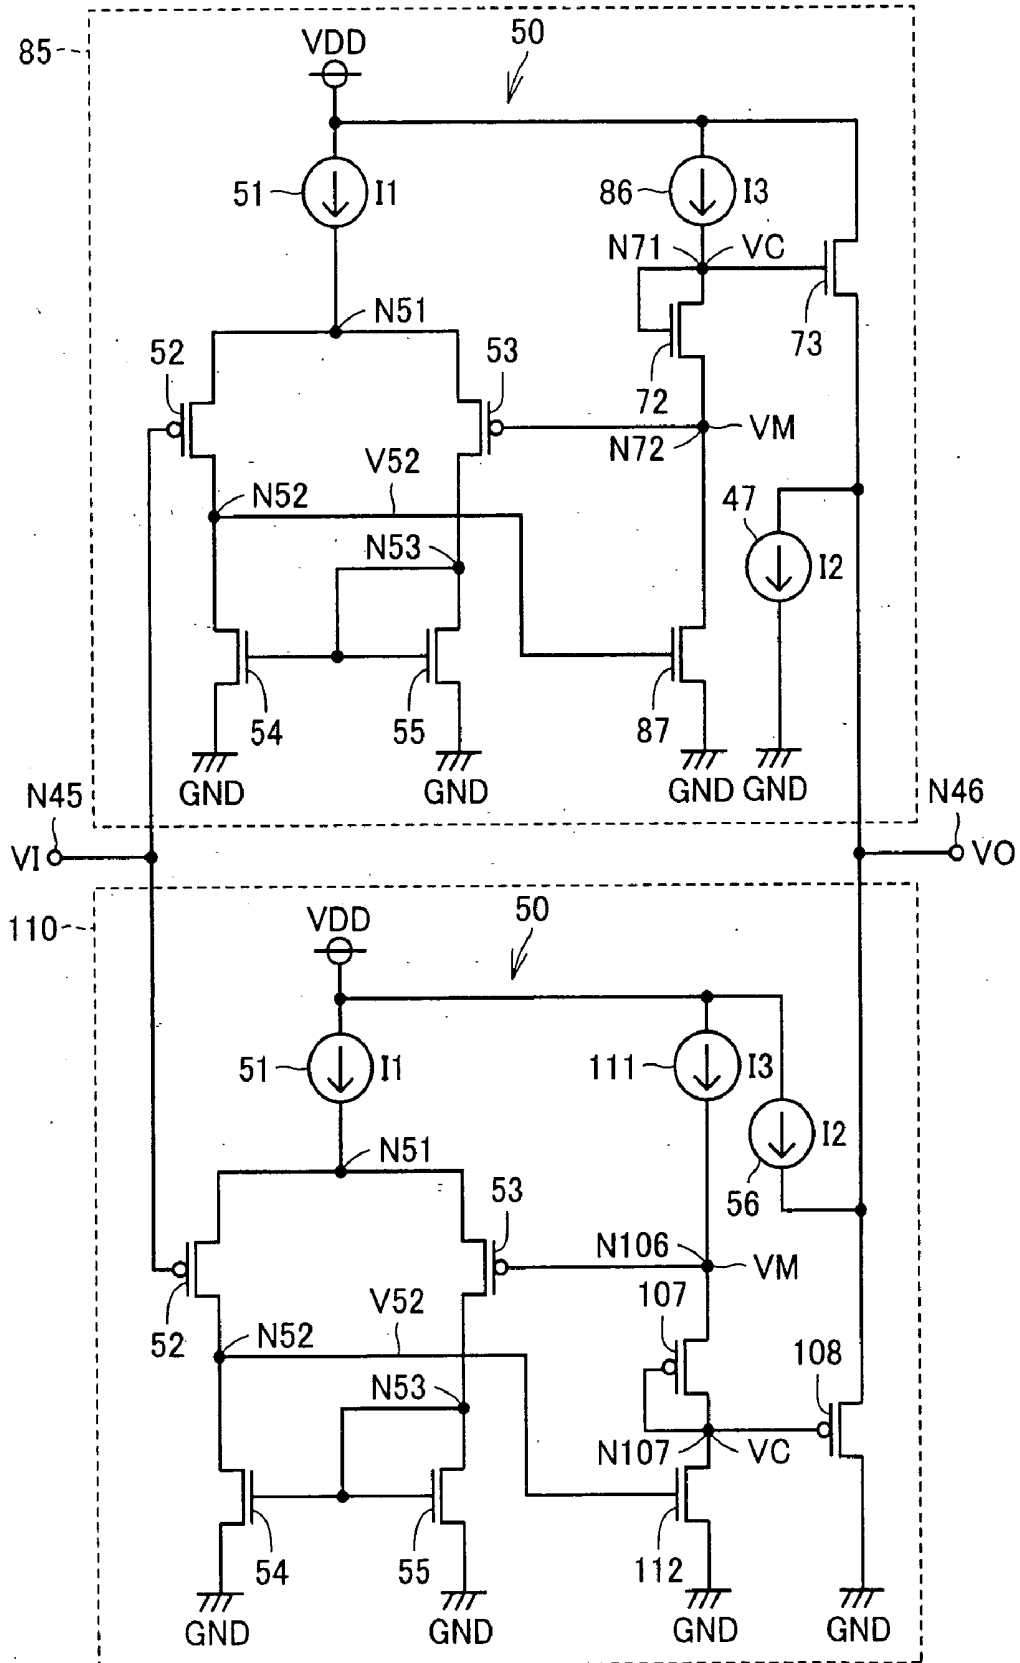 85
VDD
50
51
I1
86
I3
N71
VC
N51
52
53
72
73
N72
VM
V52
N52
47
N53
I2
54
55
87
GND
GND
GND
GND
N45
N46
VI
VO
110
VDD
50
51
I1
111
I3
I2
56
N51
53
N106
VM
52
V52
107
N52
108
N53
N107
VC
54
55
112
GND
GND
GND
GND